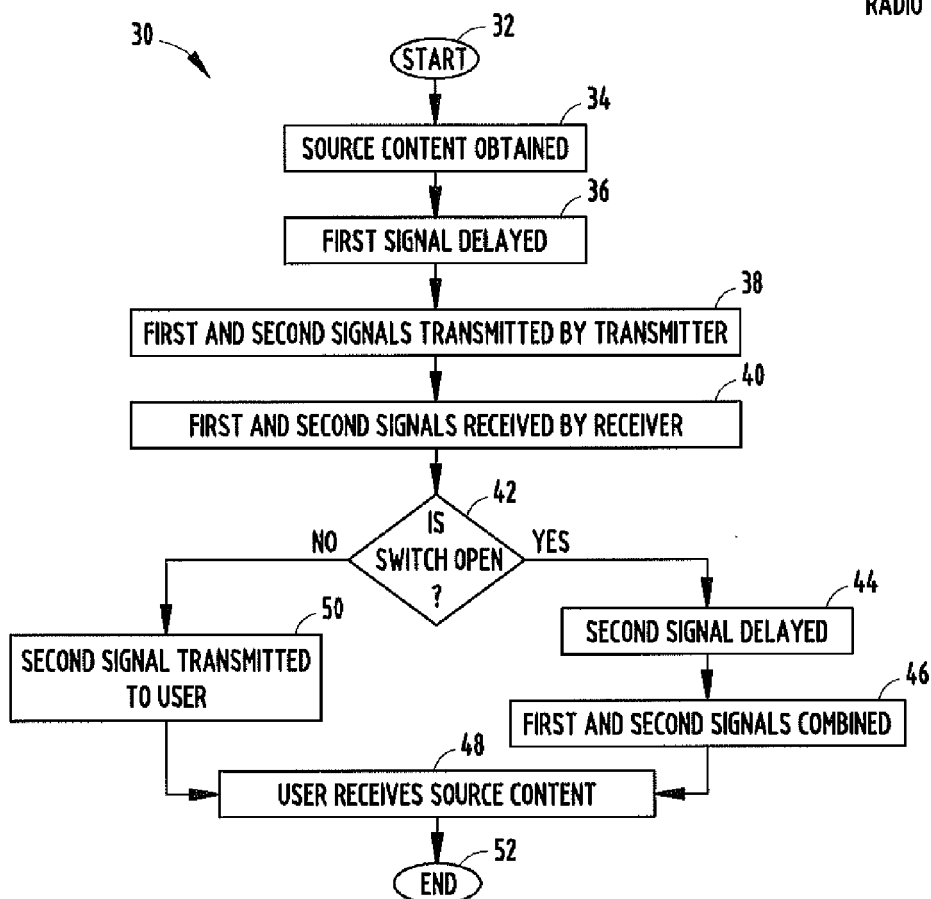 RADIO
30
32
START
34
SOURCE CONTENT OBTAINED
36
FIRST SIGNAL DELAYED
38
FIRST AND SECOND SIGNALS TRANSMITTED BY TRANSMITTER
40
FIRST AND SECOND SIGNALS RECEIVED BY RECEIVER
42
IS
SWITCH OPEN
?
NO
YES
50
SECOND SIGNAL TRANSMITTED
TO USER
44
SECOND SIGNAL DELAYED
46
FIRST AND SECOND SIGNALS COMBINED
48
USER RECEIVES SOURCE CONTENT
52
END